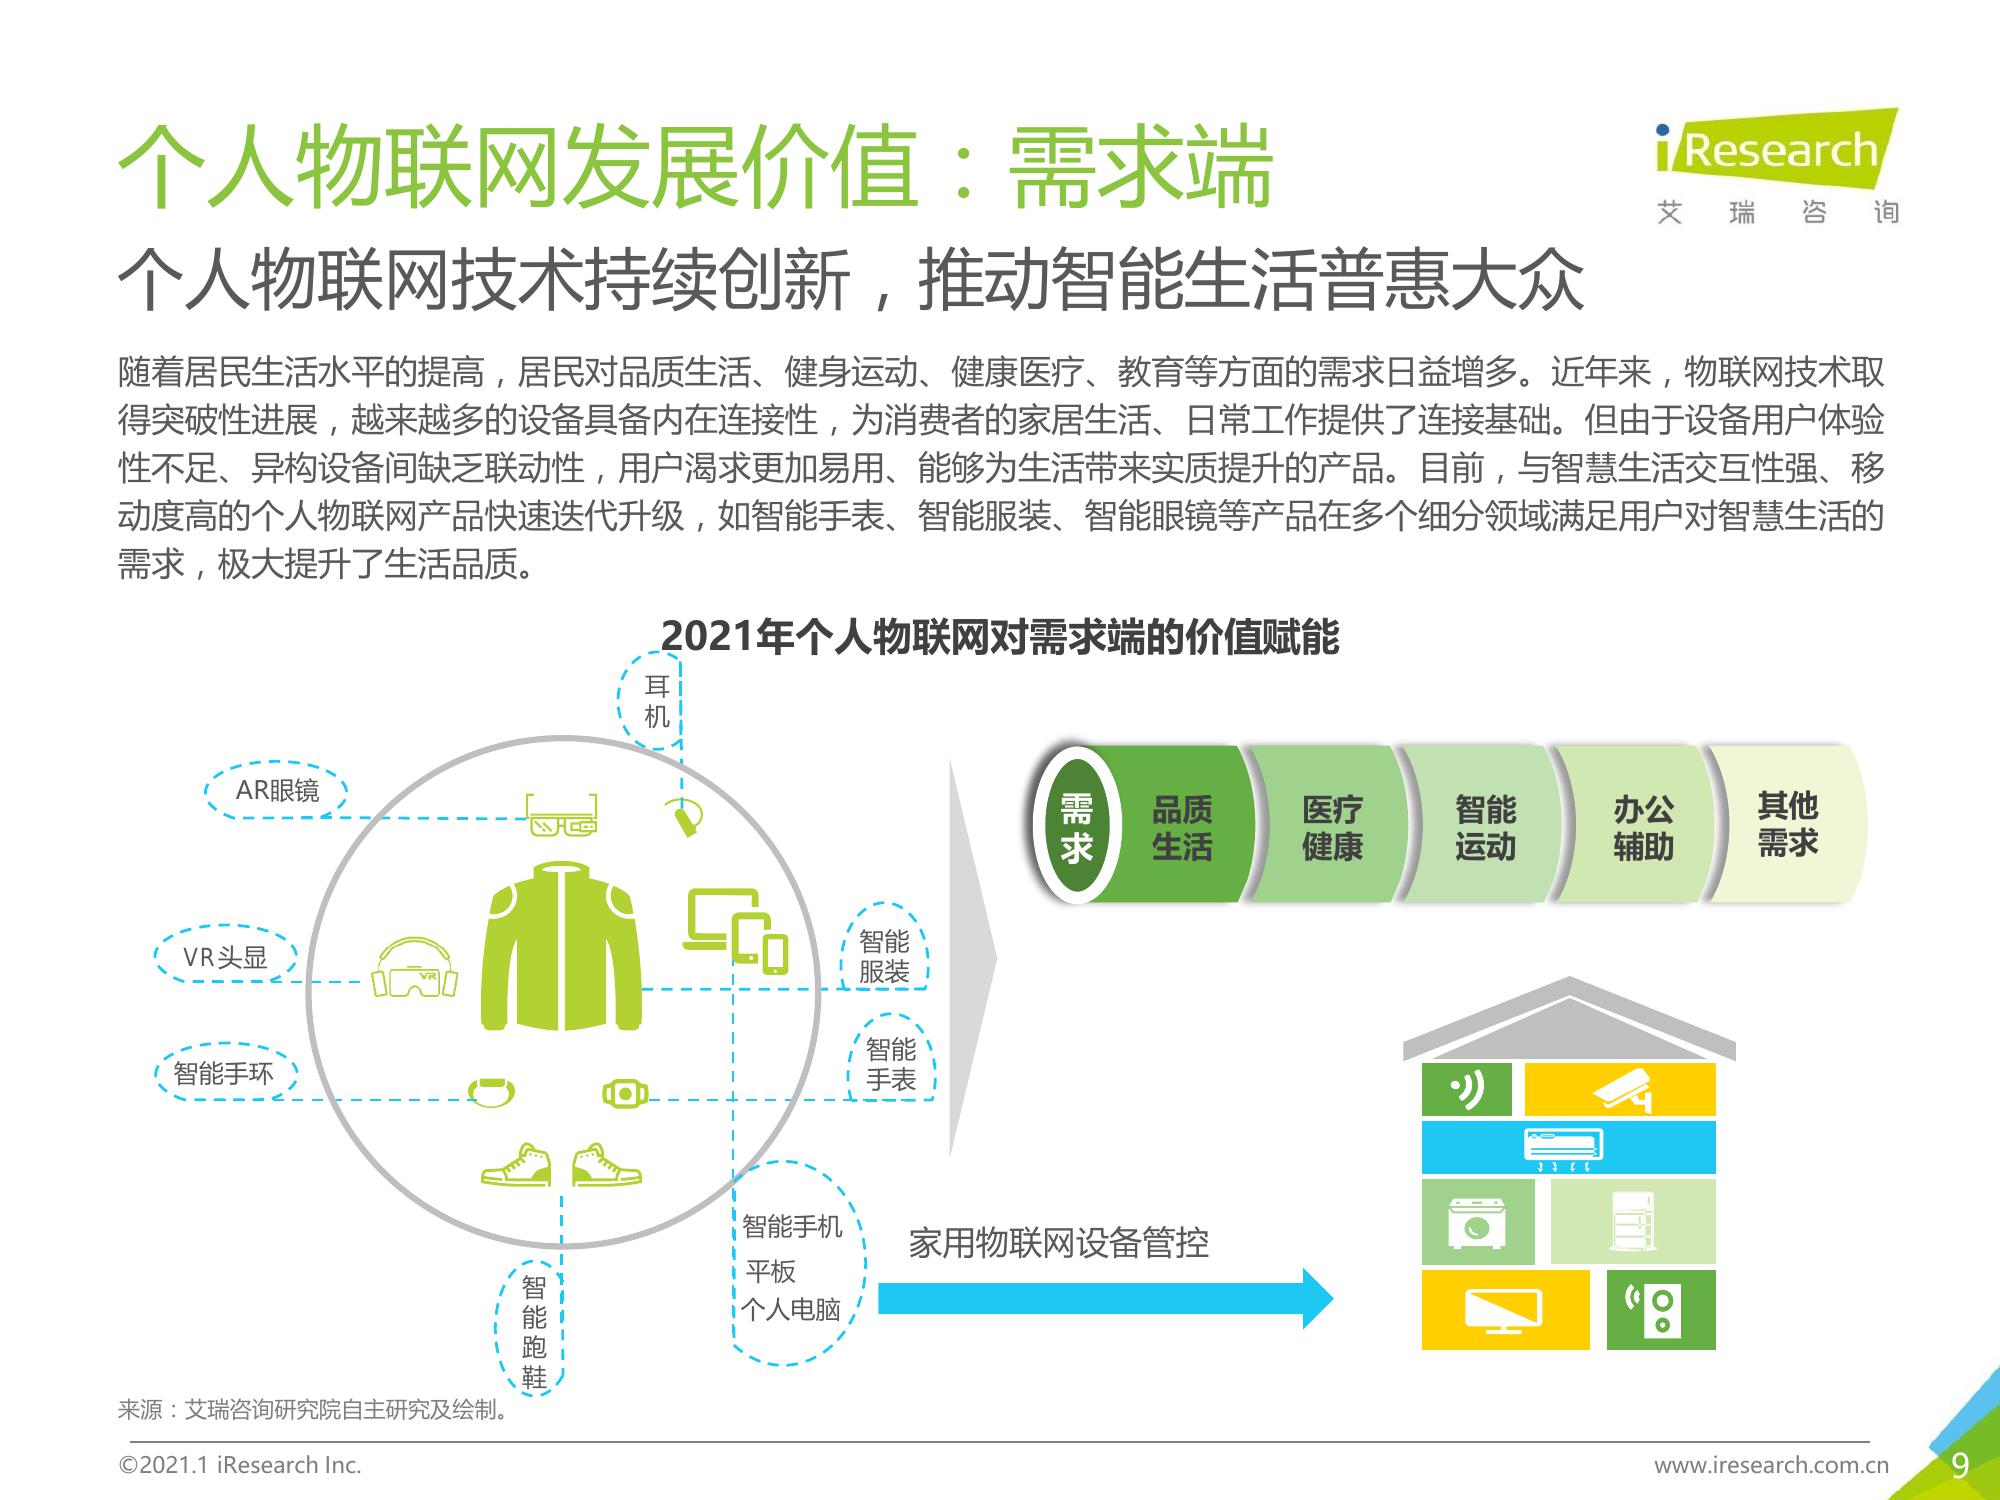 个人物联网发展价值：需求端
iResearch
艾瑞咨询
个人物联网技术持续创新，推动智能生活普惠大众
随着居民生活水平的提高，居民对品质生活、健身运动、健康医疗、教育等方面的需求日益增多。近年来，物联网技术取
得突破性进展，越来越多的设备具备内在连接性，为消费者的家居生活、日常工作提供了连接基础。但由于设备用户体验
性不足、异构设备间缺乏联动性，用户渴求更加易用、能够为生活带来实质提升的产品。目前，与智慧生活交互性强、移
动度高的个人物联网产品快速迭代升级，如智能手表、智能服装、智能眼镜等产品在多个细分领域满足用户对智慧生活的
需求，极大提升了生活品质。
2021年个人物联网对需求端的价值赋能
耳
机
AR眼镜
VR头显
VR
智能手环
智能
服装
智能
手表
智能手机
平板
个人电脑
智
能
跑
鞋
需
求
品质
生活
医疗
健康
智能
运动
办公
辅助
其他
需求
家用物联网设备管控
来源：艾瑞咨询研究院自主研究及绘制。
©2021.1 iResearch Inc.
www.iresearch.com.cn
9